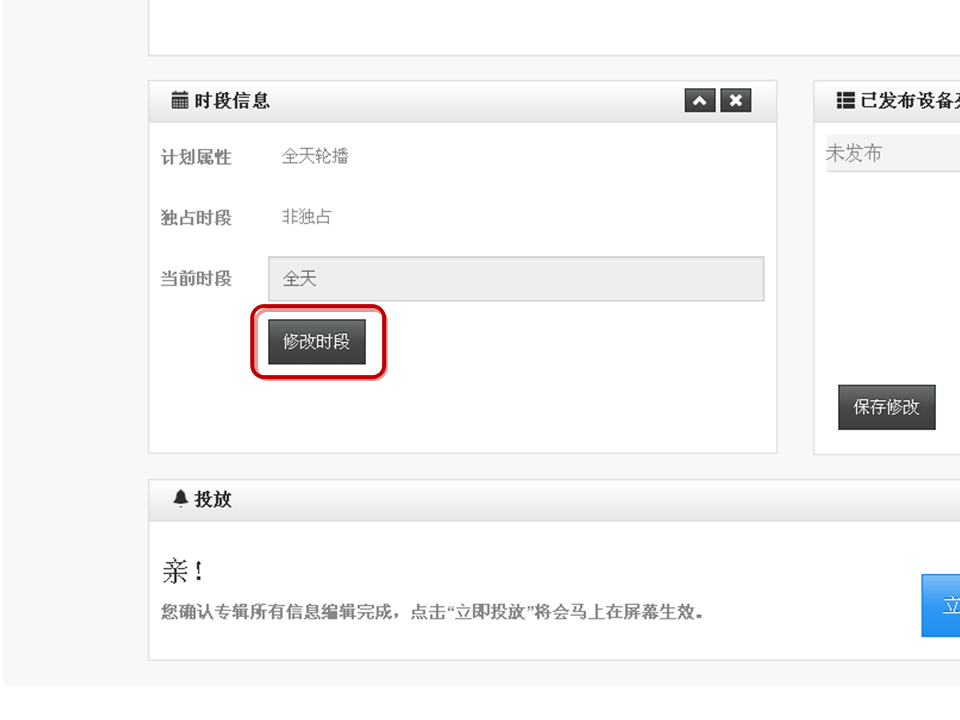 时段信息
计划属性 全天轮播
独占时段 非独占
当前时段 全天
修改时段
已发布设备
未发布
保存修改
投放
亲！
您确认专辑所有信息编辑完成，点击“立即投放”将会马上在屏幕生效。
立